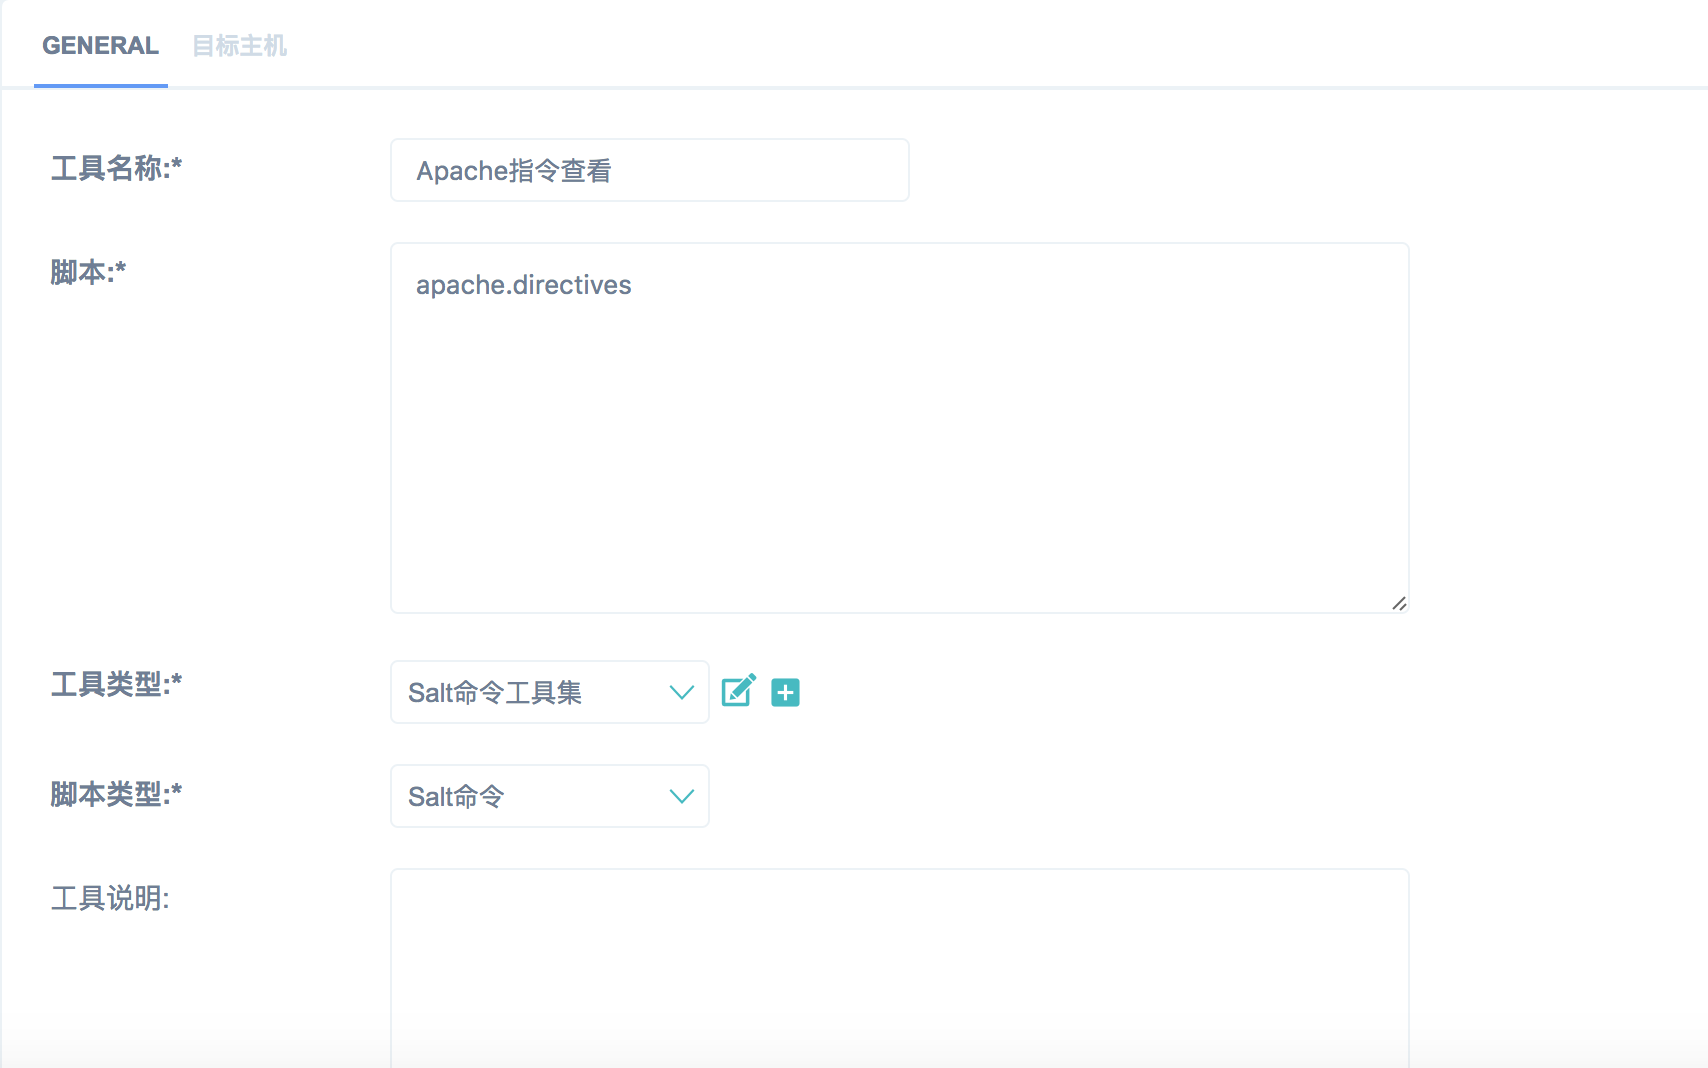 GENERAL 目标主机
工具名称:*
Apache指令查看
脚本:*
apache.directives
工具类型:*
Salt命令工具集
脚本类型:*
Salt命令
工具说明: